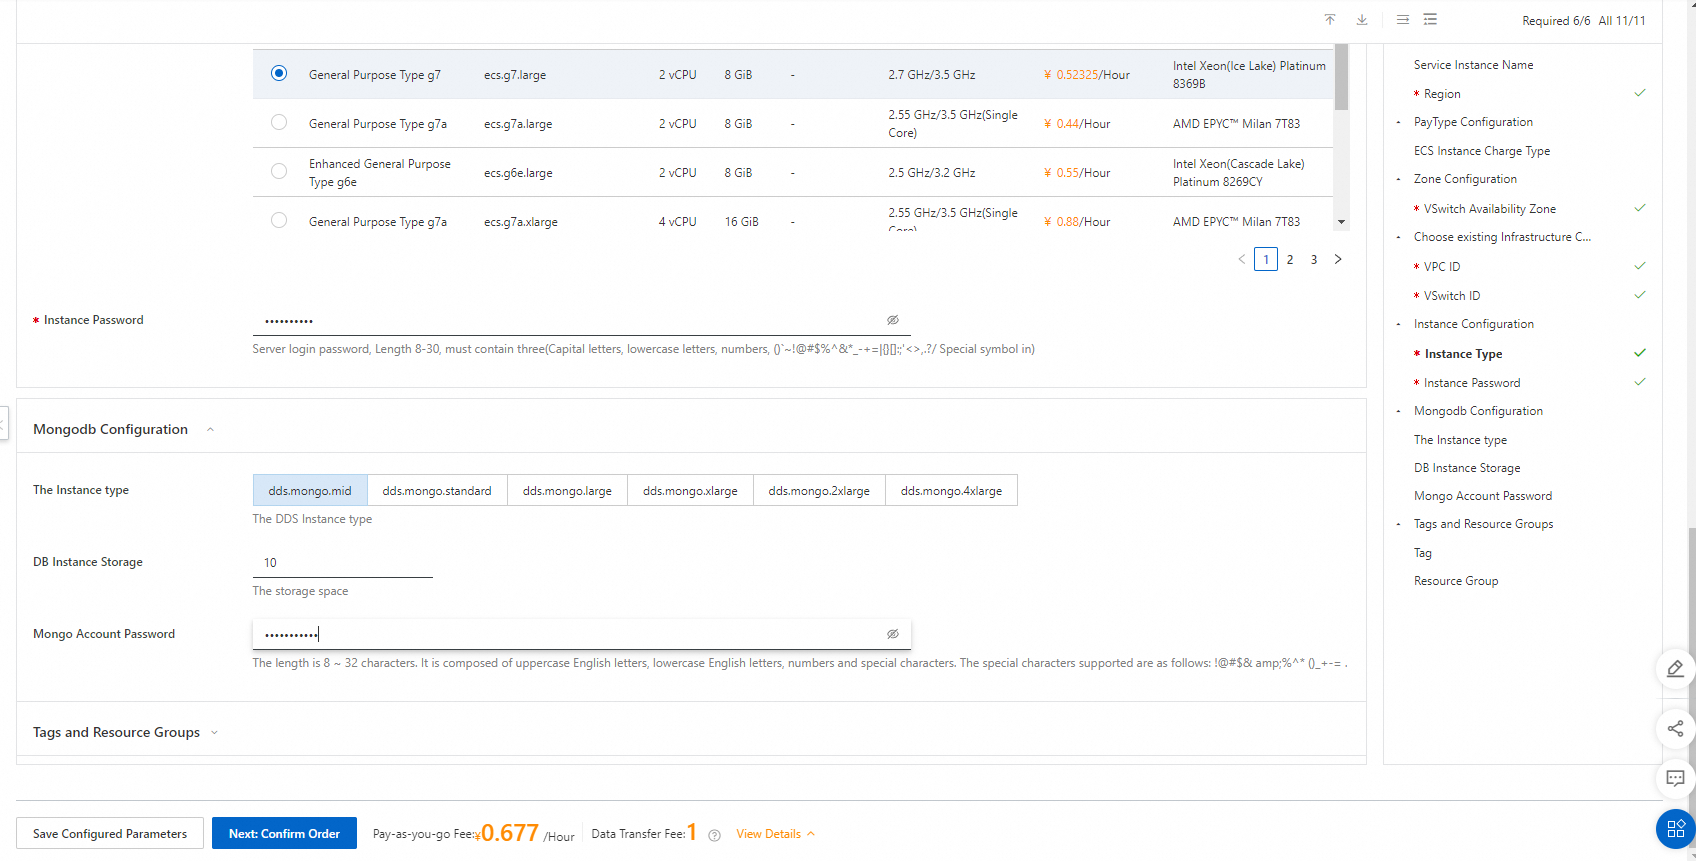 Required 6/6 All 11/11
General Purpose Type g7 ecs.g7.large 2 vCPU 8 GiB - 2.7 GHz/3.5 GHz ¥ 0.52325/Hour Intel Xeon(Ice Lake) Platinum 8369B
General Purpose Type g7a ecs.g7a.large 2 vCPU 8 GiB - 2.55 GHz/3.5 GHz(Single Core) ¥ 0.44/Hour AMD EPYC™ Milan 7T83
Enhanced General Purpose Type g6e ecs.g6e.large 2 vCPU 8 GiB - 2.5 GHz/3.2 GHz ¥ 0.55/Hour Intel Xeon(Cascade Lake) Platinum 8269CY
General Purpose Type g7a ecs.g7a.xlarge 4 vCPU 16 GiB - 2.55 GHz/3.5 GHz(Single Core) ¥ 0.88/Hour AMD EPYC™ Milan 7T83
< 1 2 3 >
* Instance Password ••••••••••
Server login password, Length 8-30, must contain three(Capital letters, lowercase letters, numbers, ()`~!@#$%^&*_-+=|{}[]:;'<>,.?/ Special symbol in)
Mongodb Configuration
The Instance type dds.mongo.mid dds.mongo.standard dds.mongo.large dds.mongo.xlarge dds.mongo.2xlarge dds.mongo.4xlarge
The DDS Instance type
DB Instance Storage 10
The storage space
Mongo Account Password •••••••••••
The length is 8 ~ 32 characters. It is composed of uppercase English letters, lowercase English letters, numbers and special characters. The special characters supported are as follows: !@#$& amp;%^* ()_+-= .
Tags and Resource Groups
Service Instance Name
* Region
PayType Configuration
ECS Instance Charge Type
Zone Configuration
* VSwitch Availability Zone
Choose existing Infrastructure C...
* VPC ID
* VSwitch ID
Instance Configuration
* Instance Type
* Instance Password
Mongodb Configuration
The Instance type
DB Instance Storage
Mongo Account Password
Tags and Resource Groups
Tag
Resource Group
Save Configured Parameters Next: Confirm Order Pay-as-you-go Fee:¥0.677 /Hour Data Transfer Fee:1 View Details